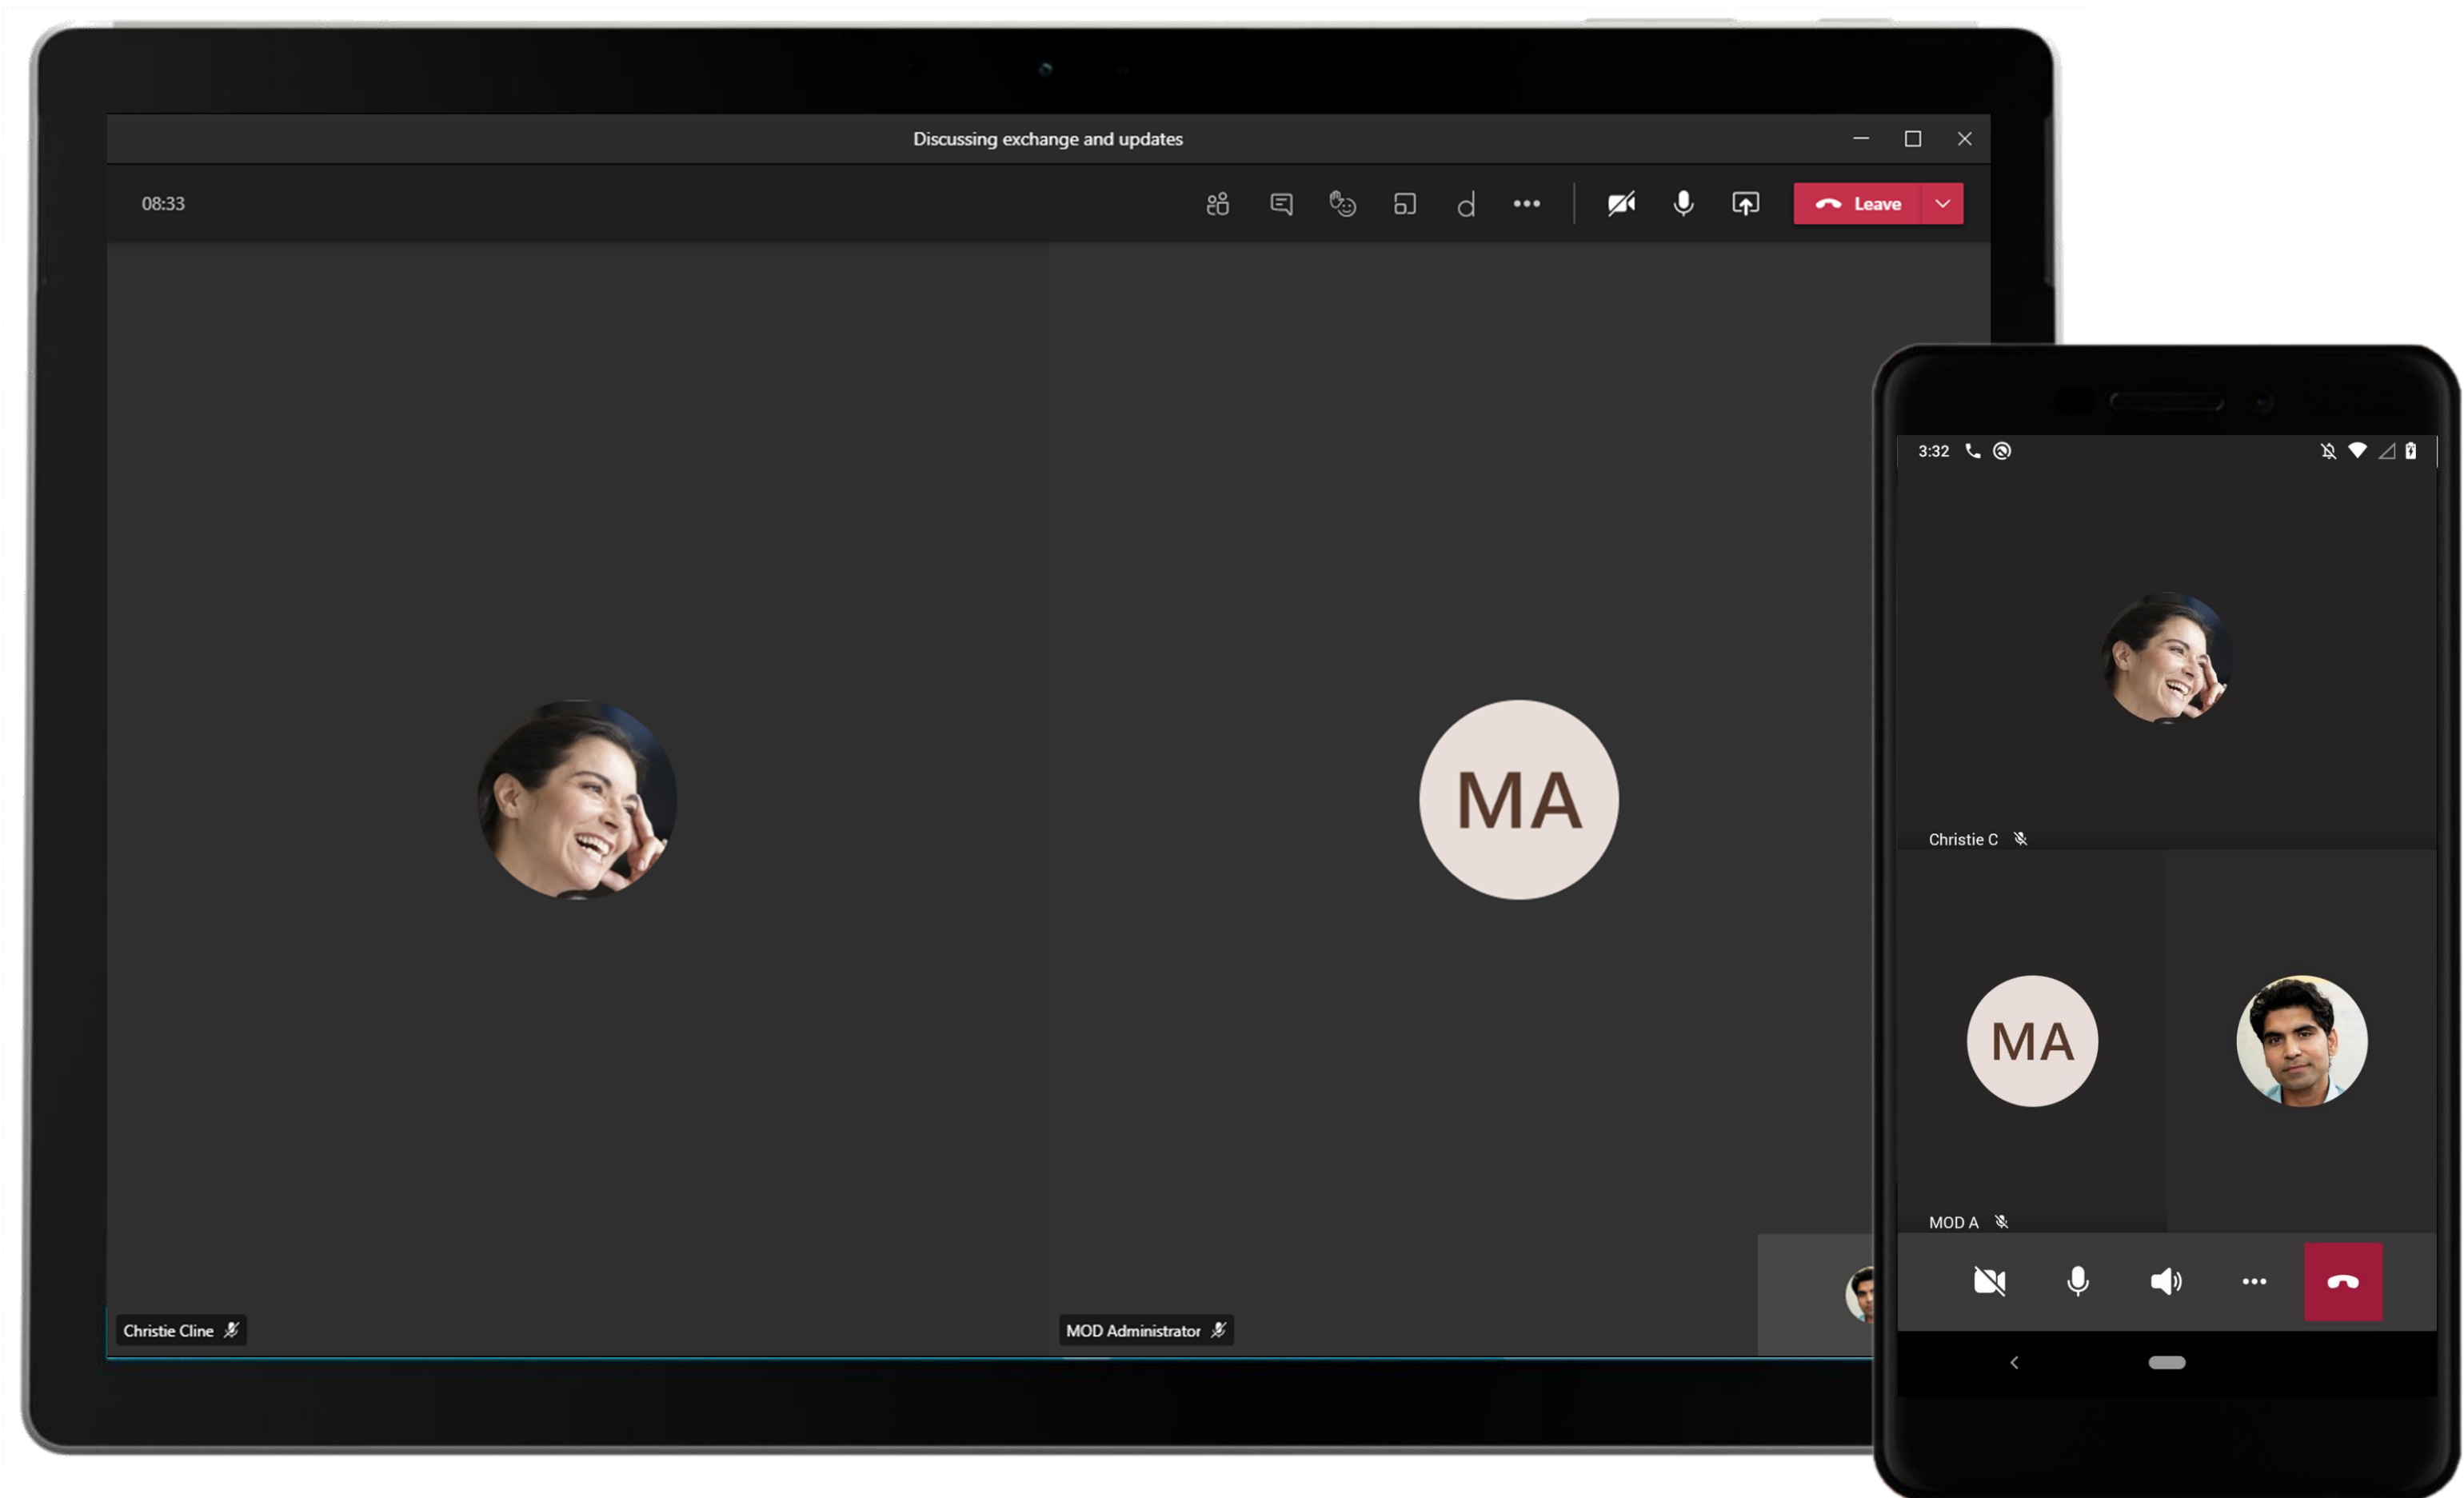 Discussing exchange and updates
08:33
Leave
MA
Christie Cline
MOD Administrator
3:32
Christie C
MA
MOD A